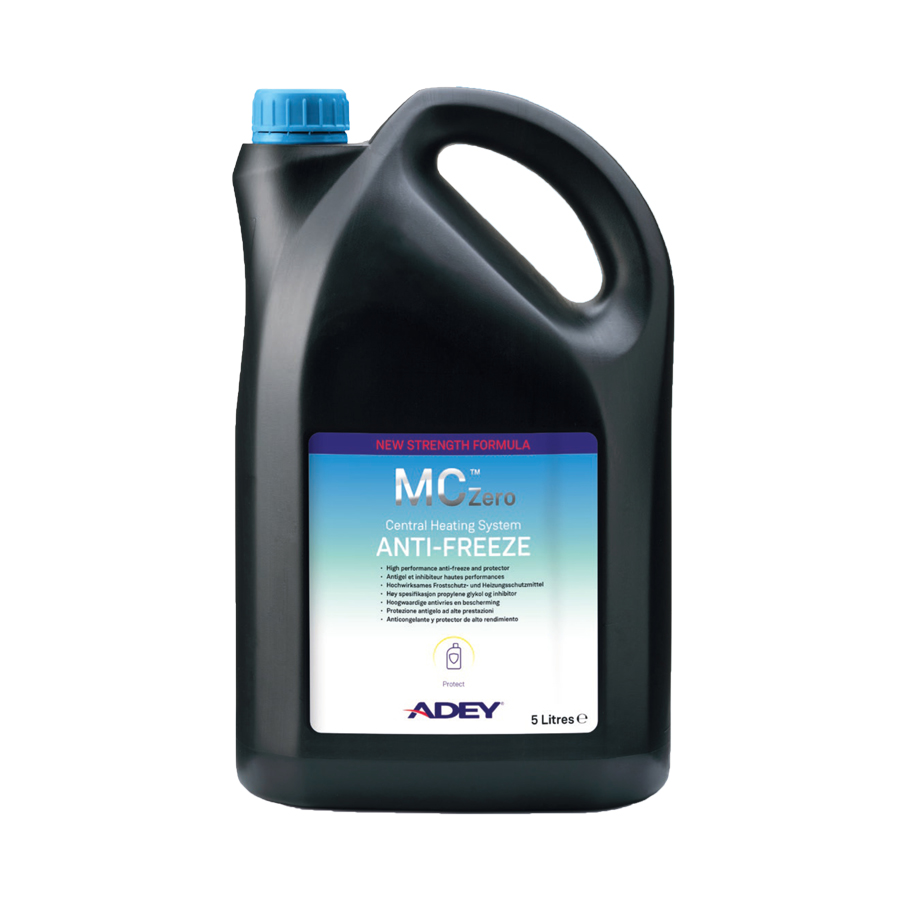 NEW STRENGTH FORMULA
MC™
Zero
Central Heating System
ANTI-FREEZE
• High performance anti-freeze and protector
• Antigel et inhibiteur hautes performances
• Hochwirksames Frostschutz- und Heizungsschutzmittel
• Høy spesifikasjon propylene glykol og inhibitor
• Hoogwaardige antivries en bescherming
• Protezione antigelo ad alte prestazioni
• Anticongelante y protector de alto rendimiento
Protect
ADEY®
5 Litres ℮